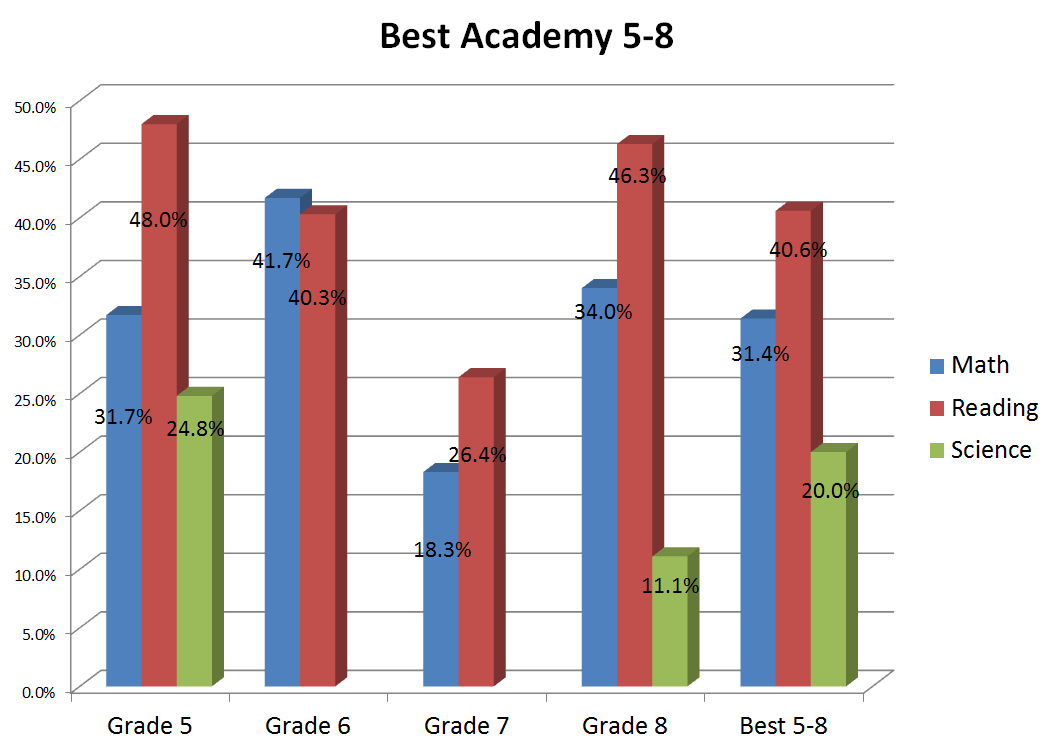 Best Academy 5-8
50.0%
45.0%
40.0%
35.0%
30.0%
25.0%
20.0%
15.0%
10.0%
5.0%
0.0%
31.7%
48.0%
24.8%
41.7%
40.3%
18.3%
26.4%
34.0%
46.3%
11.1%
31.4%
40.6%
20.0%
Grade 5
Grade 6
Grade 7
Grade 8
Best 5-8
Math
Reading
Science